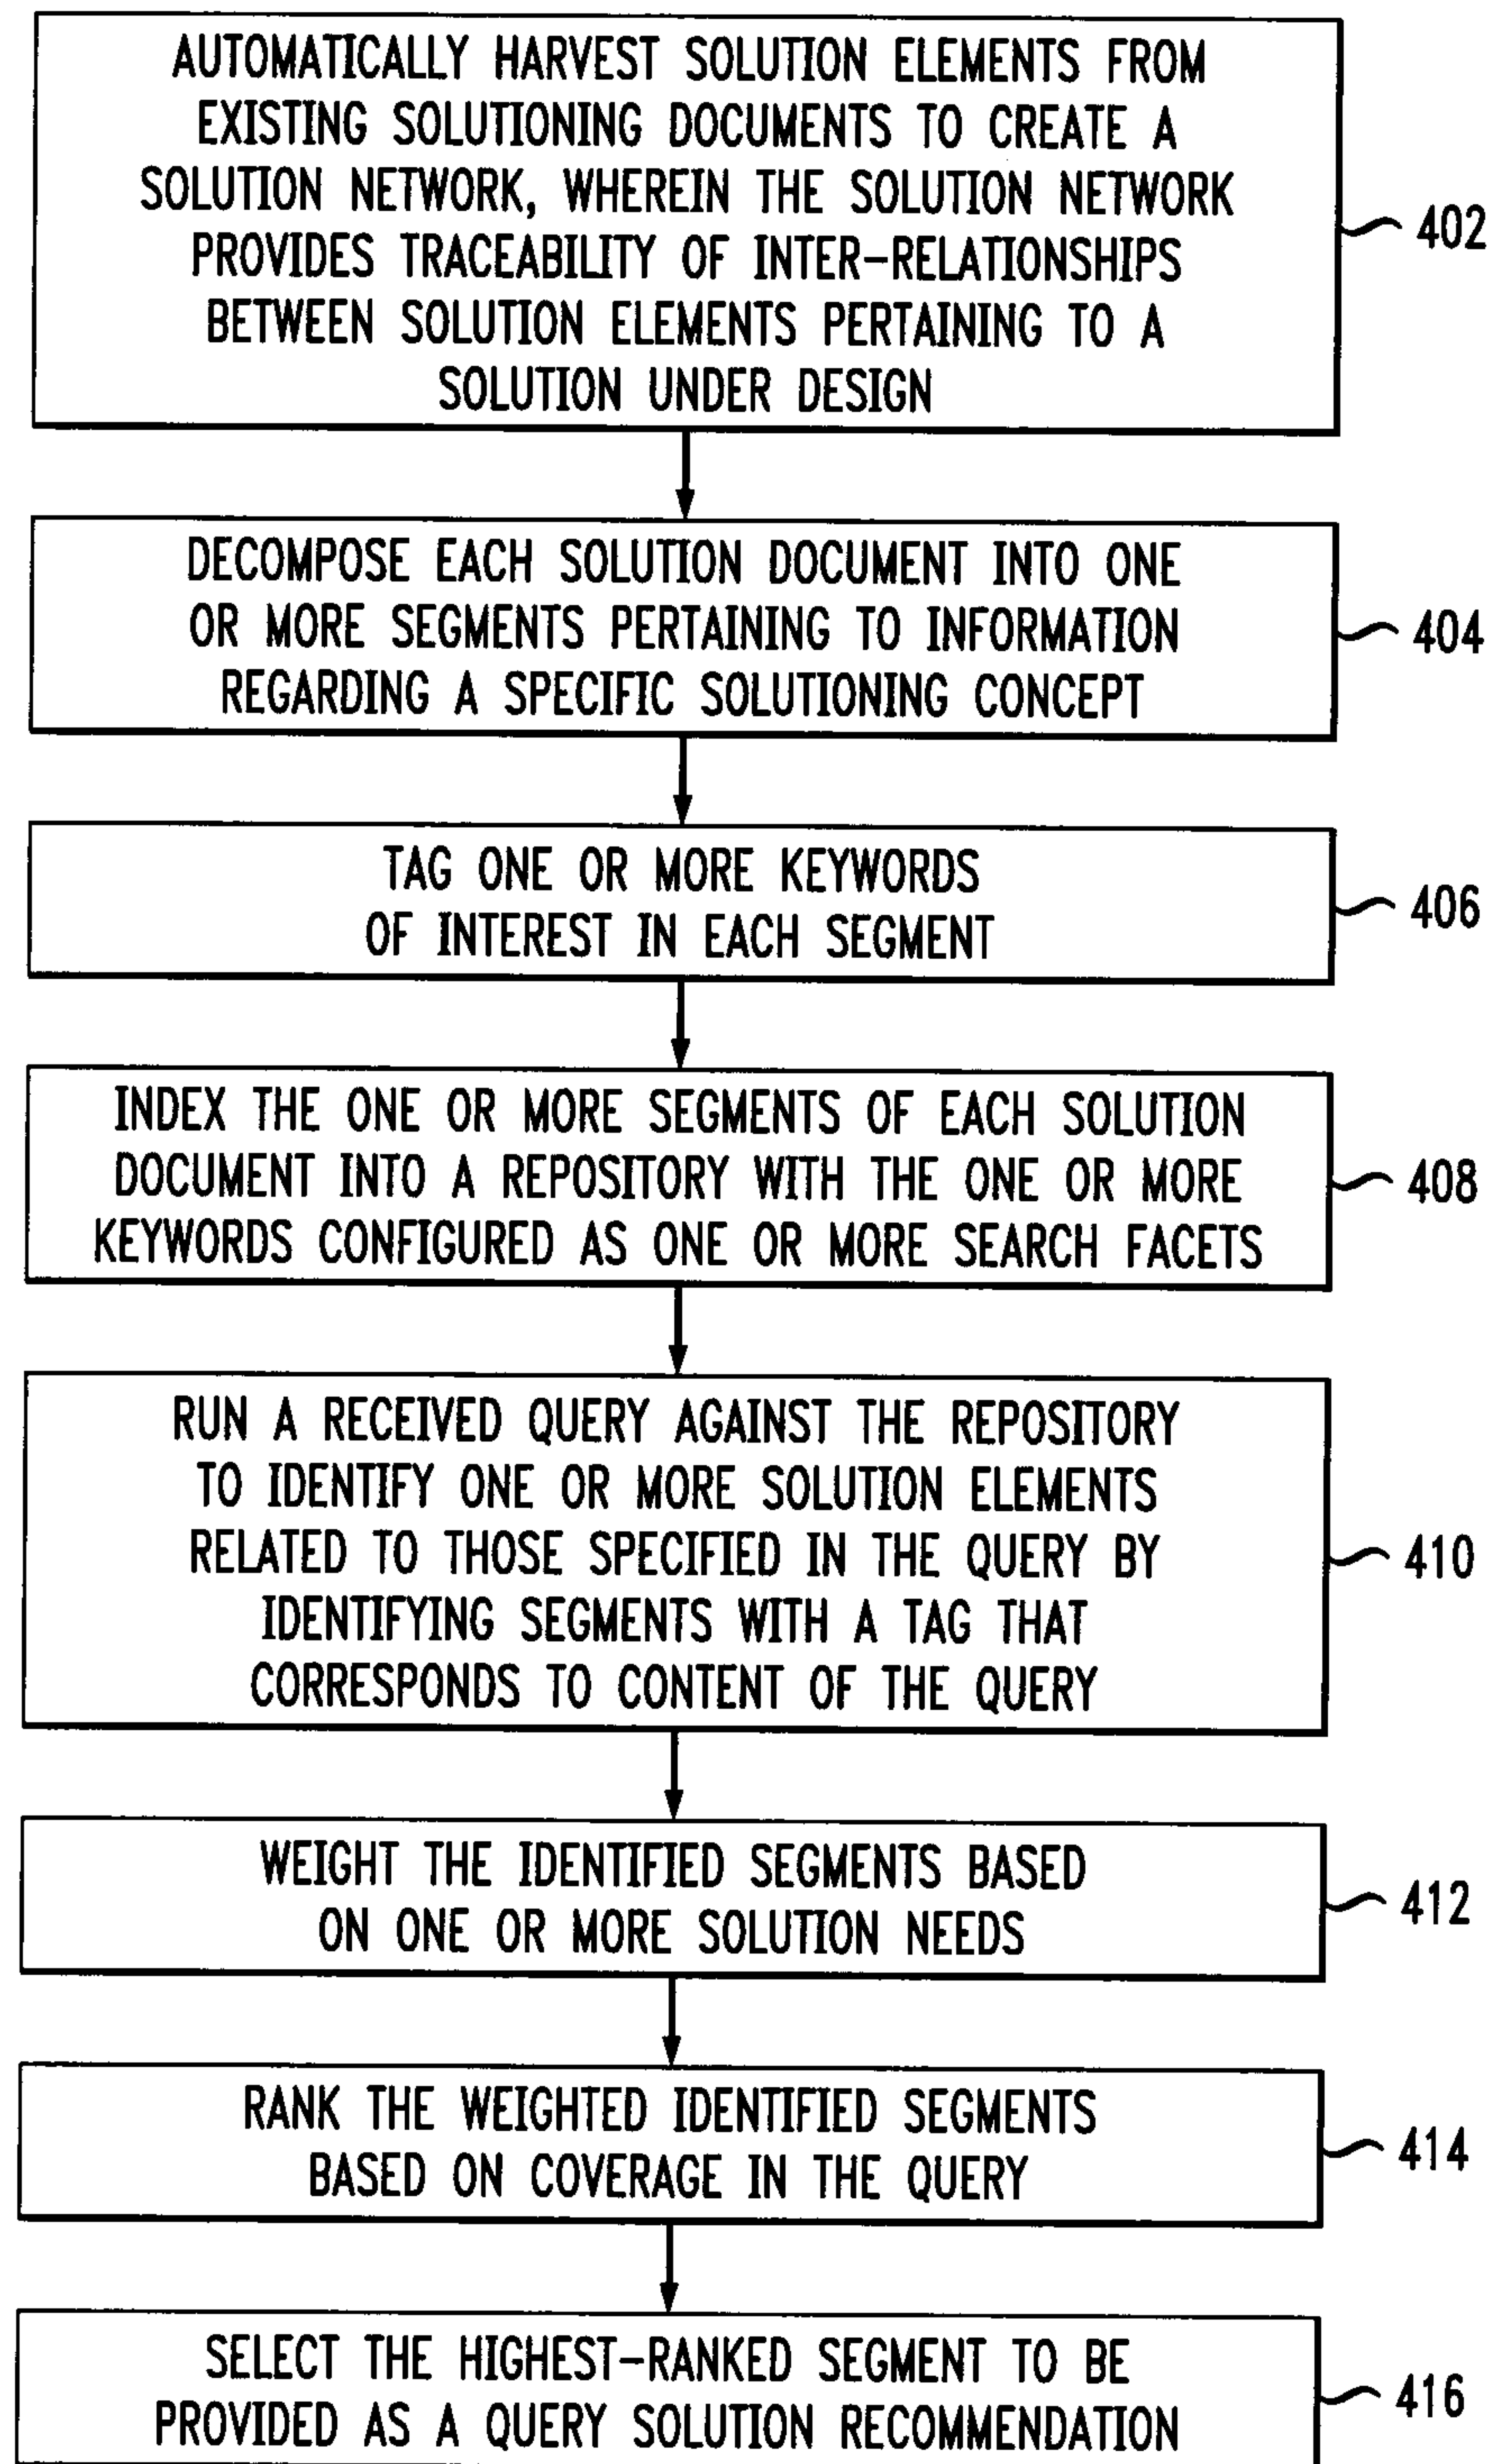 AUTOMATICALLY HARVEST SOLUTION ELEMENTS FROM
EXISTING SOLUTIONING DOCUMENTS TO CREATE A
SOLUTION NETWORK, WHEREIN THE SOLUTION NETWORK
PROVIDES TRACEABILITY OF INTER-RELATIONSHIPS
BETWEEN SOLUTION ELEMENTS PERTAINING TO A
SOLUTION UNDER DESIGN
402
DECOMPOSE EACH SOLUTION DOCUMENT INTO ONE
OR MORE SEGMENTS PERTAINING TO INFORMATION
REGARDING A SPECIFIC SOLUTIONING CONCEPT
404
TAG ONE OR MORE KEYWORDS
OF INTEREST IN EACH SEGMENT
406
INDEX THE ONE OR MORE SEGMENTS OF EACH SOLUTION
DOCUMENT INTO A REPOSITORY WITH THE ONE OR MORE
KEYWORDS CONFIGURED AS ONE OR MORE SEARCH FACETS
408
RUN A RECEIVED QUERY AGAINST THE REPOSITORY
TO IDENTIFY ONE OR MORE SOLUTION ELEMENTS
RELATED TO THOSE SPECIFIED IN THE QUERY BY
IDENTIFYING SEGMENTS WITH A TAG THAT
CORRESPONDS TO CONTENT OF THE QUERY
410
WEIGHT THE IDENTIFIED SEGMENTS BASED
ON ONE OR MORE SOLUTION NEEDS
412
RANK THE WEIGHTED IDENTIFIED SEGMENTS
BASED ON COVERAGE IN THE QUERY
414
SELECT THE HIGHEST-RANKED SEGMENT TO BE
PROVIDED AS A QUERY SOLUTION RECOMMENDATION
416